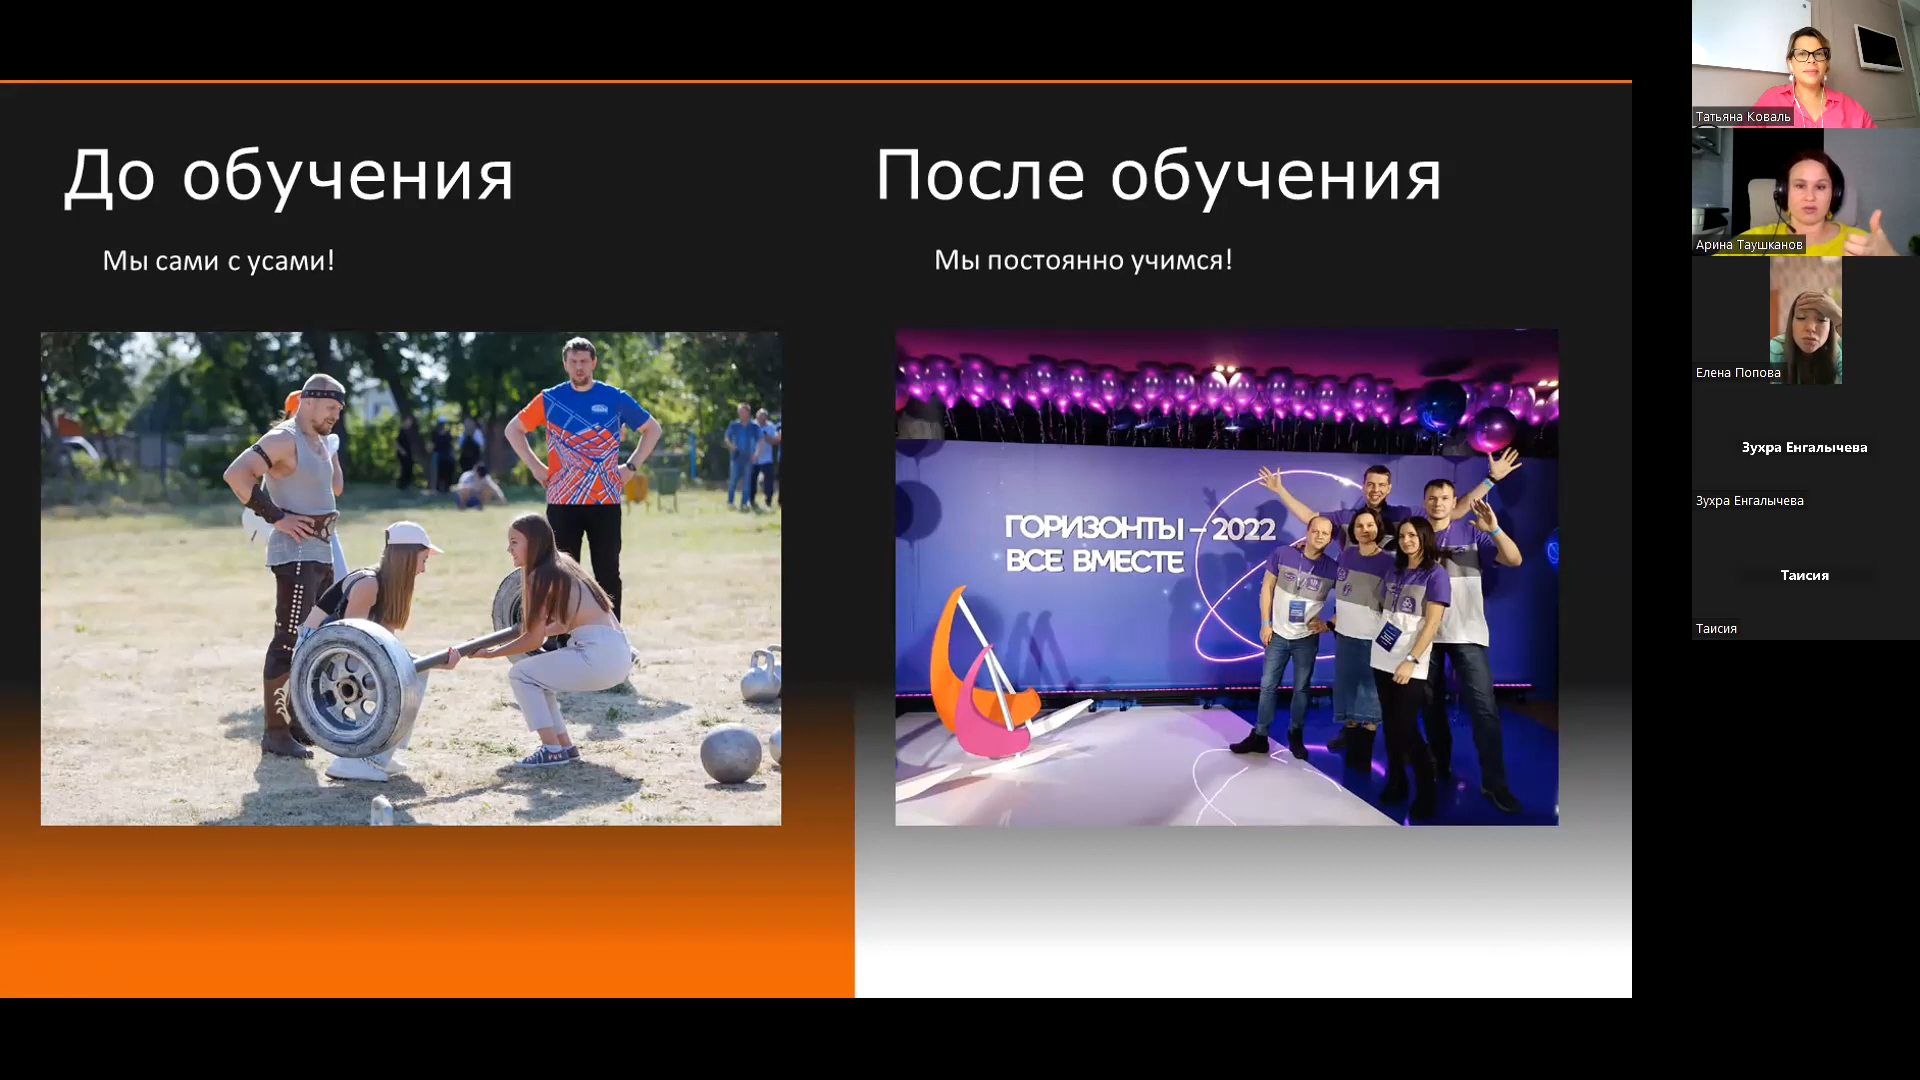 До обучения
Мы сами с усами!
После обучения
Мы постоянно учимся!
ГОРИЗОНТЫ – 2022
ВСЕ ВМЕСТЕ
Татьяна Коваль
Арина Таушканов
Елена Попова
Зухра Енгалычева
Зухра Енгалычева
Таисия
Таисия